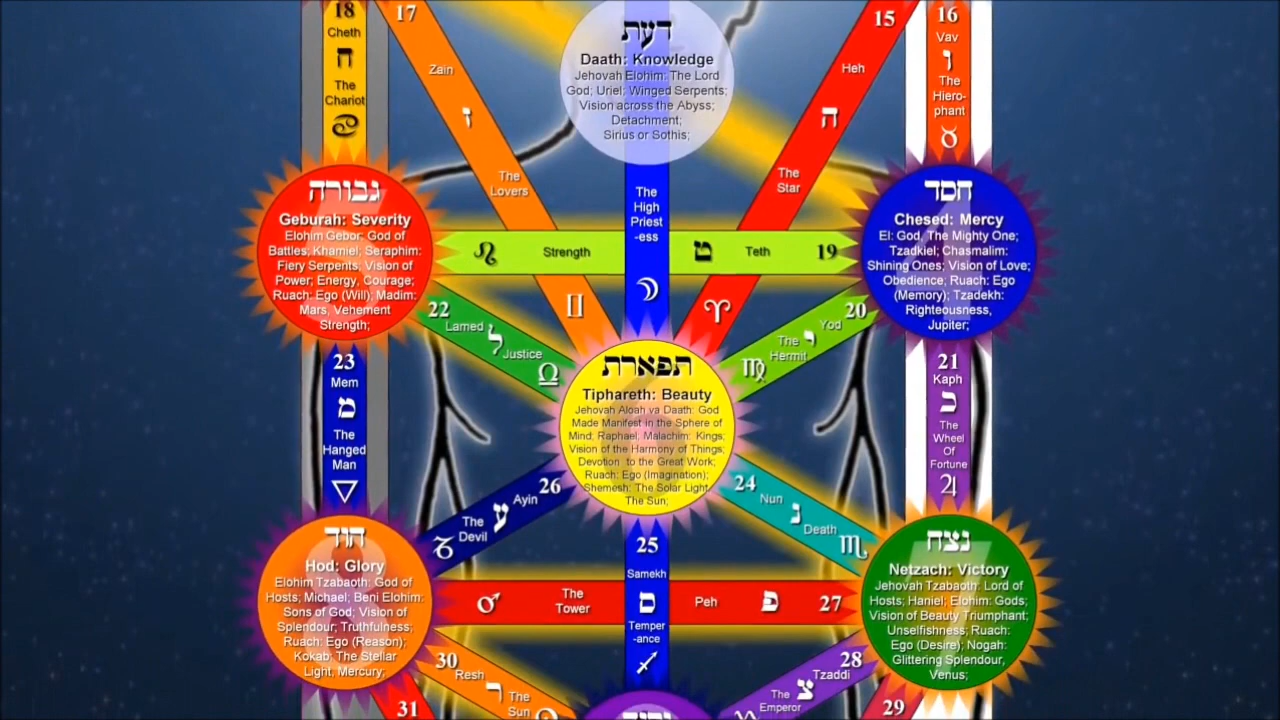 18
Cheth
ח
The
Chariot
♋
17
Zain
ז
The
Lovers
♊
דעת
Daath: Knowledge
Jehovah Elohim: The Lord
God; Uriel; Winged Serpents;
Vision across the Abyss;
Detachment;
Sirius or Sothis;
15
Heh
ה
The
Star
♈
16
Vav
ו
The
Hiero-
phant
♉
The
High
Priest
-ess
☽
גבורה
Geburah: Severity
Elohim Gebor: God of
Battles; Khamiel; Seraphim:
Fiery Serpents; Vision of
Power; Energy, Courage;
Ruach: Ego (Will); Madim:
Mars, Vehement
Strength;
♌ Strength ט Teth 19
חסד
Chesed: Mercy
El: God, The Mighty One;
Tzadkiel; Chasmalim:
Shining Ones; Vision of Love;
Obedience; Ruach: Ego
(Memory); Tzadekh:
Righteousness,
Jupiter;
22
Lamed
ל
Justice
♎
20
Yod
י
The
Hermit
♍
23
Mem
מ
The
Hanged
Man
▽
תפארת
Tiphareth: Beauty
Jehovah Aloah va Daath: God
Made Manifest in the Sphere of
Mind; Raphael; Malachim: Kings;
Vision of the Harmony of Things;
Devotion to the Great Work;
Ruach: Ego (Imagination);
Shemesh: The Solar Light,
The Sun;
21
Kaph
כ
The
Wheel
Of
Fortune
♃
26
Ayin
ע
The
Devil
♑
24
Nun
נ
Death
♏
הוד
Hod: Glory
Elohim Tzabaoth: God of
Hosts; Michael; Beni Elohim:
Sons of God; Vision of
Splendour; Truthfulness;
Ruach: Ego (Reason);
Kokab: The Stellar
Light, Mercury;
25
Samekh
ס
Temper
-ance
♐
♂ The
Tower
Peh פ 27
נצח
Netzach: Victory
Jehovah Tzabaoth: Lord of
Hosts; Haniel; Elohim: Gods;
Vision of Beauty Triumphant;
Unselfishness; Ruach:
Ego (Desire); Nogah:
Glittering Splendour,
Venus;
30
Resh
ר
The
Sun
28
Tzaddi
צ
The
Emperor
31
29